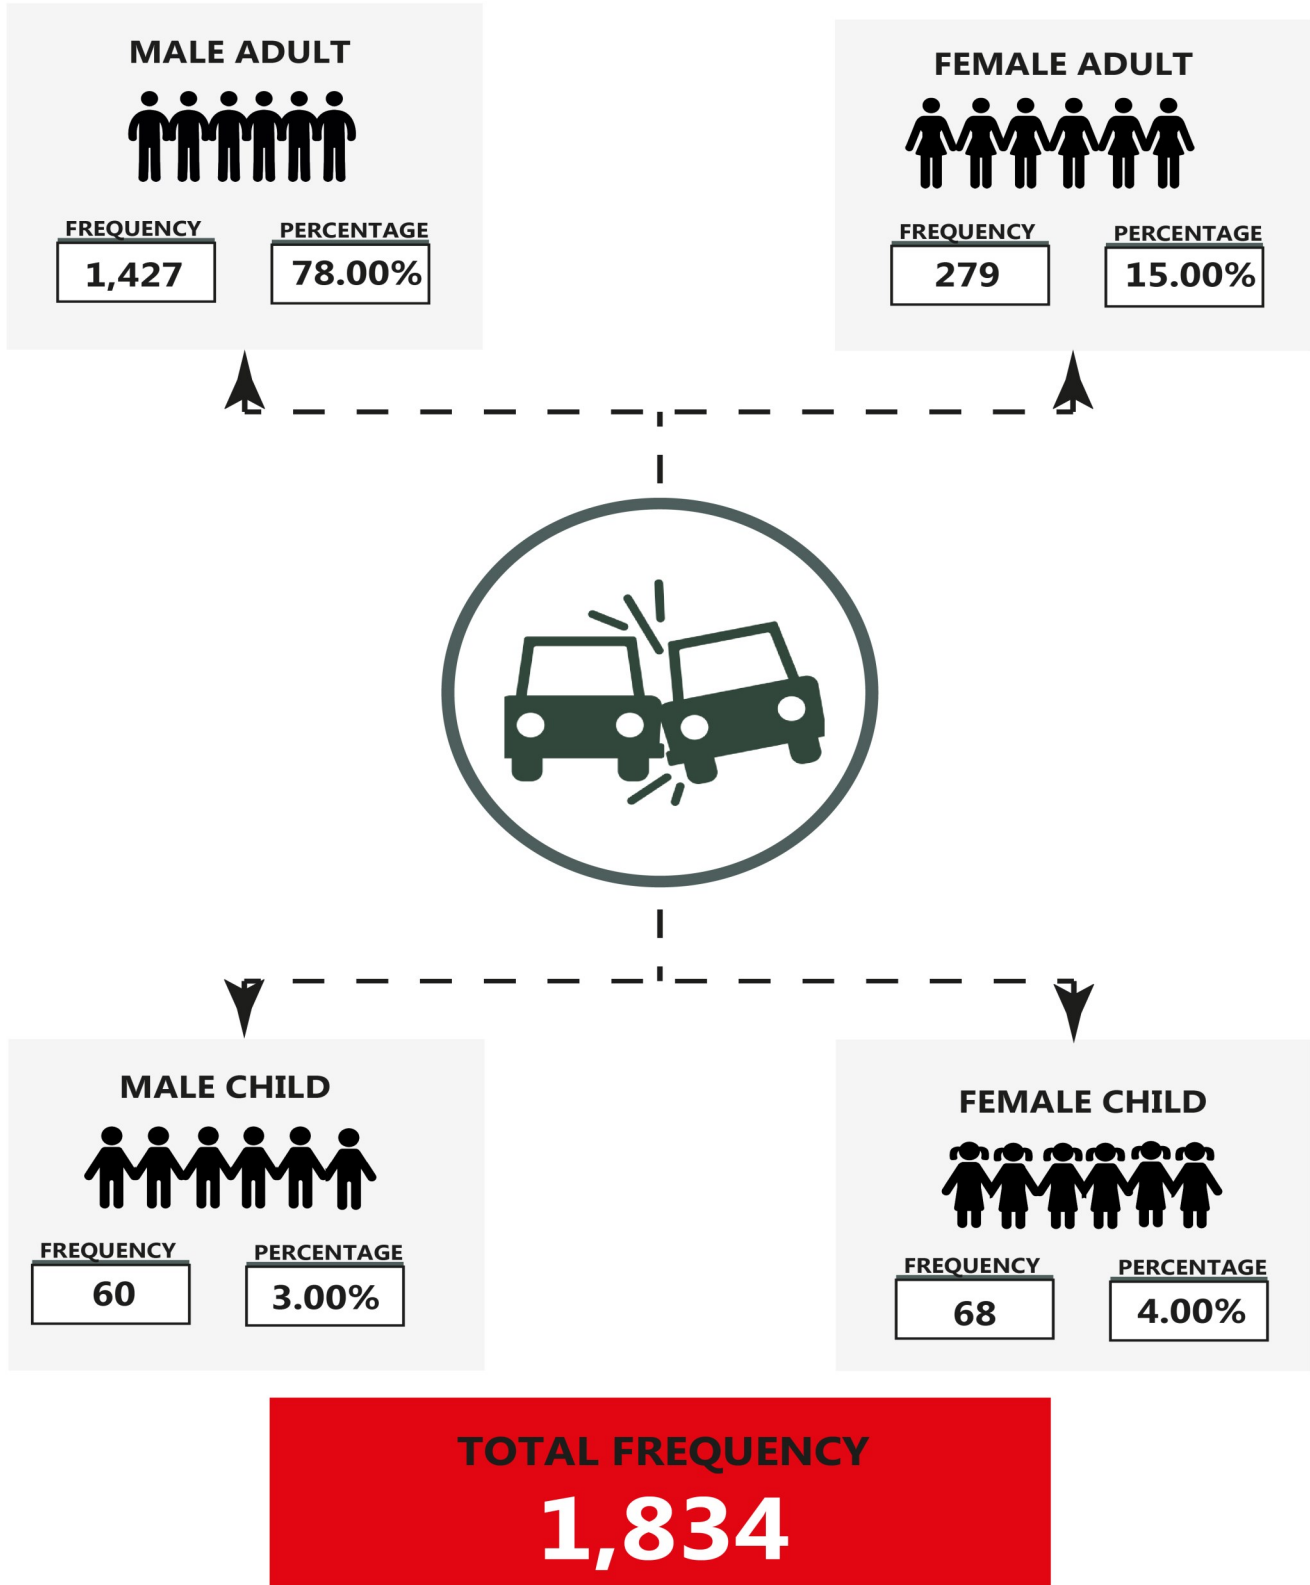 MALE ADULT
FREQUENCY PERCENTAGE
1,427 78.00%
FEMALE ADULT
FREQUENCY PERCENTAGE
279 15.00%
MALE CHILD
FREQUENCY PERCENTAGE
60 3.00%
FEMALE CHILD
FREQUENCY PERCENTAGE
68 4.00%
TOTAL FREQUENCY
1,834